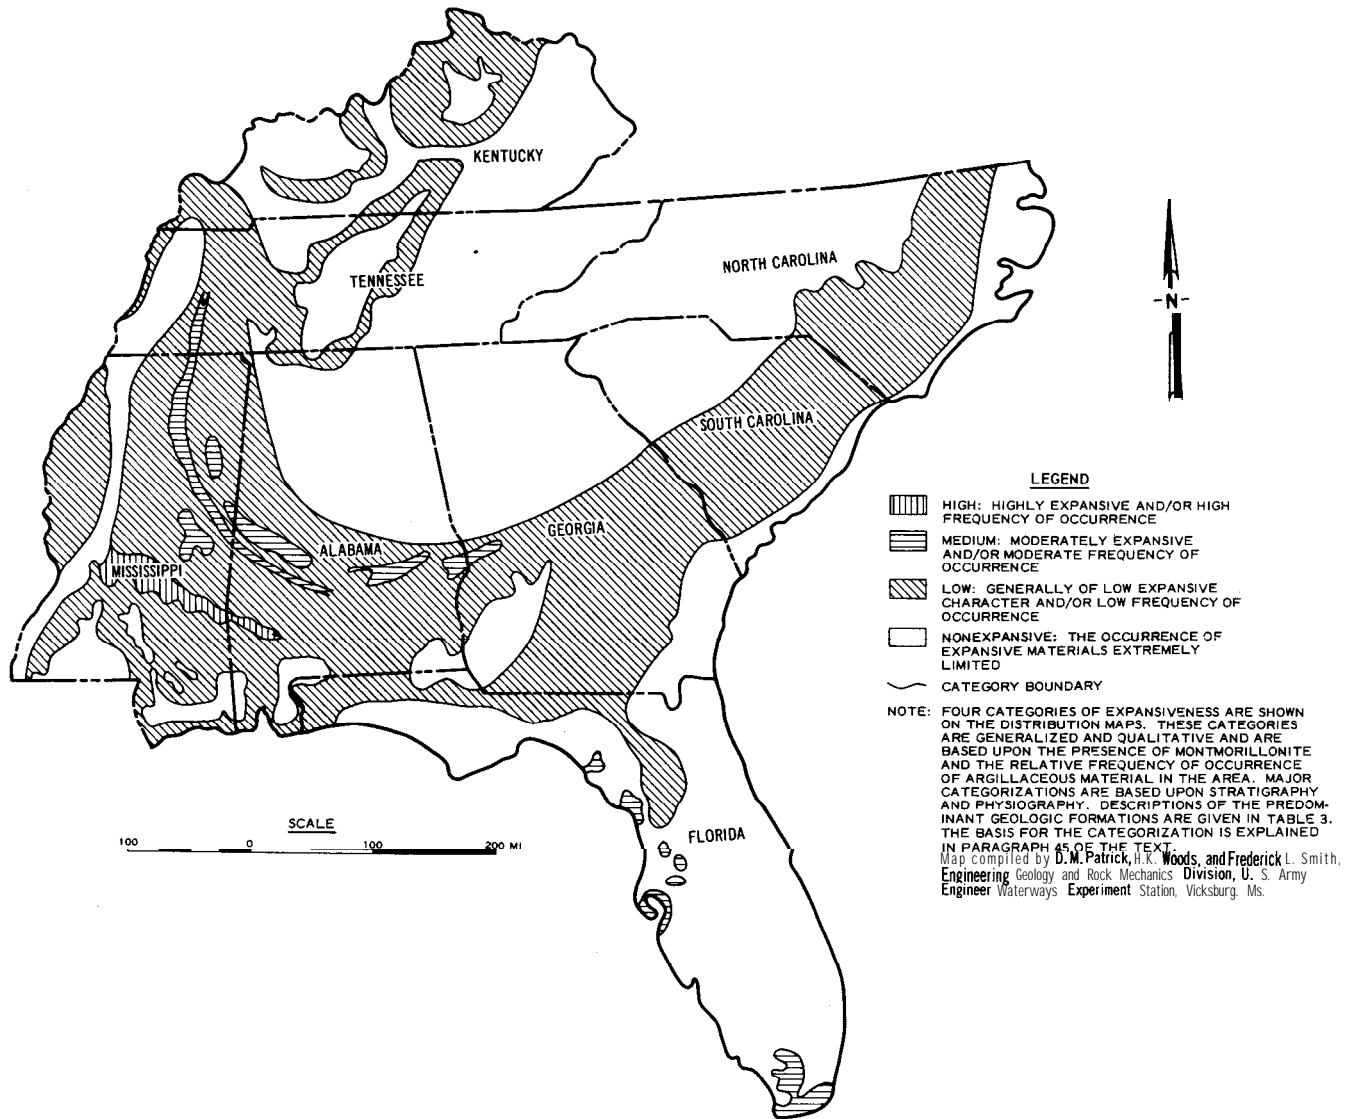 KENTUCKY
TENNESSEE
NORTH CAROLINA
SOUTH CAROLINA
GEORGIA
ALABAMA
MISSISSIPPI
FLORIDA
-N-
SCALE
100 0 100 200 MI
LEGEND
HIGH: HIGHLY EXPANSIVE AND/OR HIGH
FREQUENCY OF OCCURRENCE
MEDIUM: MODERATELY EXPANSIVE
AND/OR MODERATE FREQUENCY OF
OCCURRENCE
LOW: GENERALLY OF LOW EXPANSIVE
CHARACTER AND/OR LOW FREQUENCY OF
OCCURRENCE
NONEXPANSIVE: THE OCCURRENCE OF
EXPANSIVE MATERIALS EXTREMELY
LIMITED
CATEGORY BOUNDARY
NOTE: FOUR CATEGORIES OF EXPANSIVENESS ARE SHOWN
ON THE DISTRIBUTION MAPS. THESE CATEGORIES
ARE GENERALIZED AND QUALITATIVE AND ARE
BASED UPON THE PRESENCE OF MONTMORILLONITE
AND THE RELATIVE FREQUENCY OF OCCURRENCE
OF ARGILLACEOUS MATERIAL IN THE AREA. MAJOR
CATEGORIZATIONS ARE BASED UPON STRATIGRAPHY
AND PHYSIOGRAPHY. DESCRIPTIONS OF THE PREDOM-
INANT GEOLOGIC FORMATIONS ARE GIVEN IN TABLE 3.
THE BASIS FOR THE CATEGORIZATION IS EXPLAINED
IN PARAGRAPH 45 OF THE TEXT.
Map compiled by D.M. Patrick, H.K. Woods, and Frederick L. Smith,
Engineering Geology and Rock Mechanics Division, U. S. Army
Engineer Waterways Experiment Station, Vicksburg. Ms.